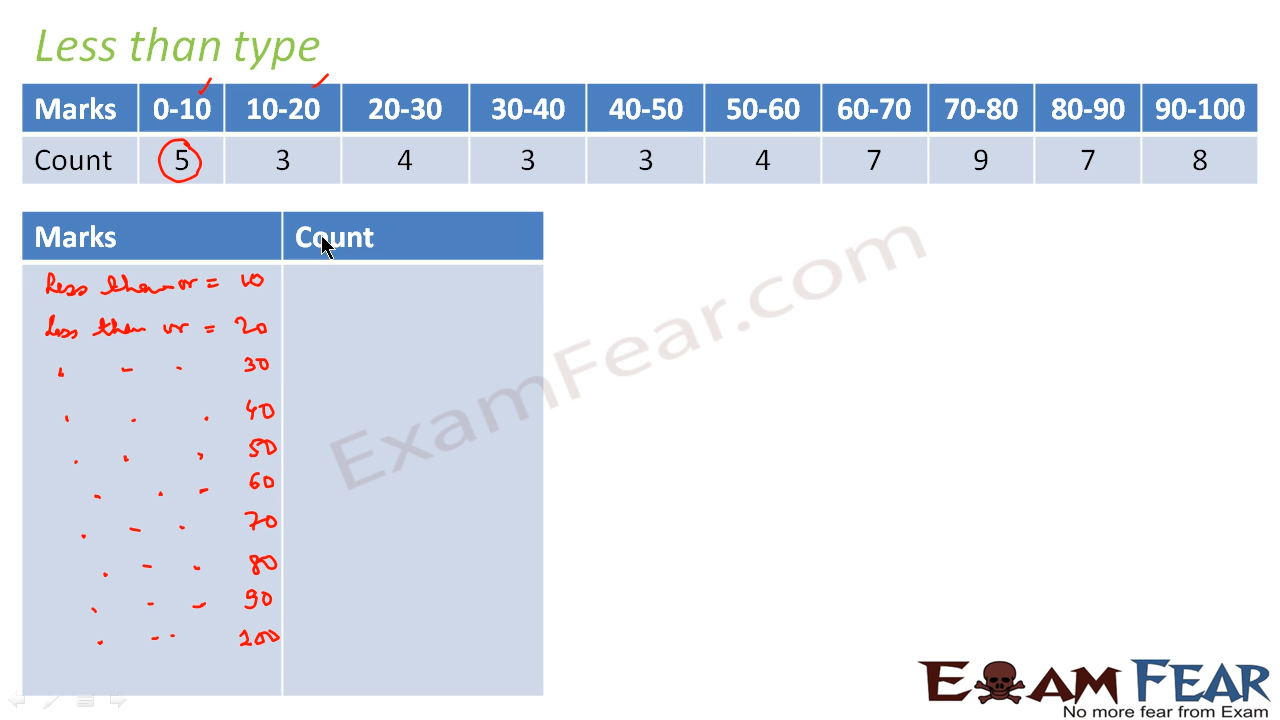 Less than type
Marks 0-10 10-20 20-30 30-40 40-50 50-60 60-70 70-80 80-90 90-100
Count 5 3 4 3 3 4 7 9 7 8
Marks Count
Less than or = 10
Less than or = 20
30
40
50
60
70
80
90
100
ExamFear.com
EXAM FEAR
No more fear from Exam